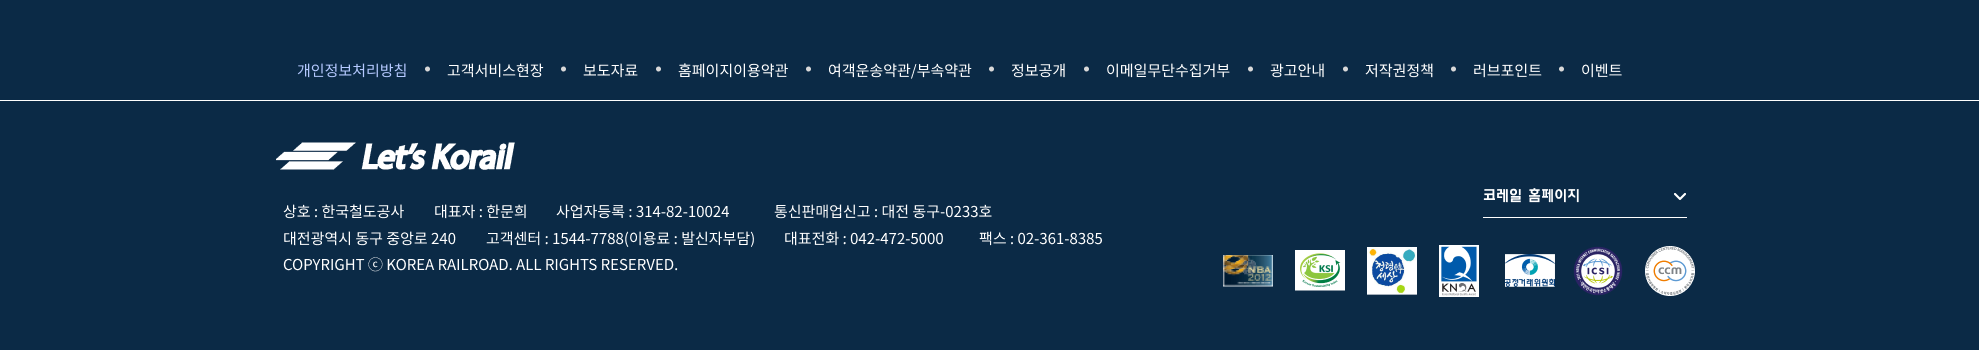 개인정보처리방침 • 고객서비스현장 • 보도자료 • 홈페이지이용약관 • 여객운송약관/부속약관 • 정보공개 • 이메일무단수집거부 • 광고안내 • 저작권정책 • 러브포인트 • 이벤트
Let's Korail
코레일 홈페이지
상호 : 한국철도공사 대표자 : 한문희 사업자등록 : 314-82-10024 통신판매업신고 : 대전 동구-0233호
대전광역시 동구 중앙로 240 고객센터 : 1544-7788(이용료 : 발신자부담) 대표전화 : 042-472-5000 팩스 : 02-361-8385
COPYRIGHT ⓒ KOREA RAILROAD. ALL RIGHTS RESERVED.
NBA 2012
KSI
청렴 세상
KNQA
공정거래위원회
ICSI
ccm